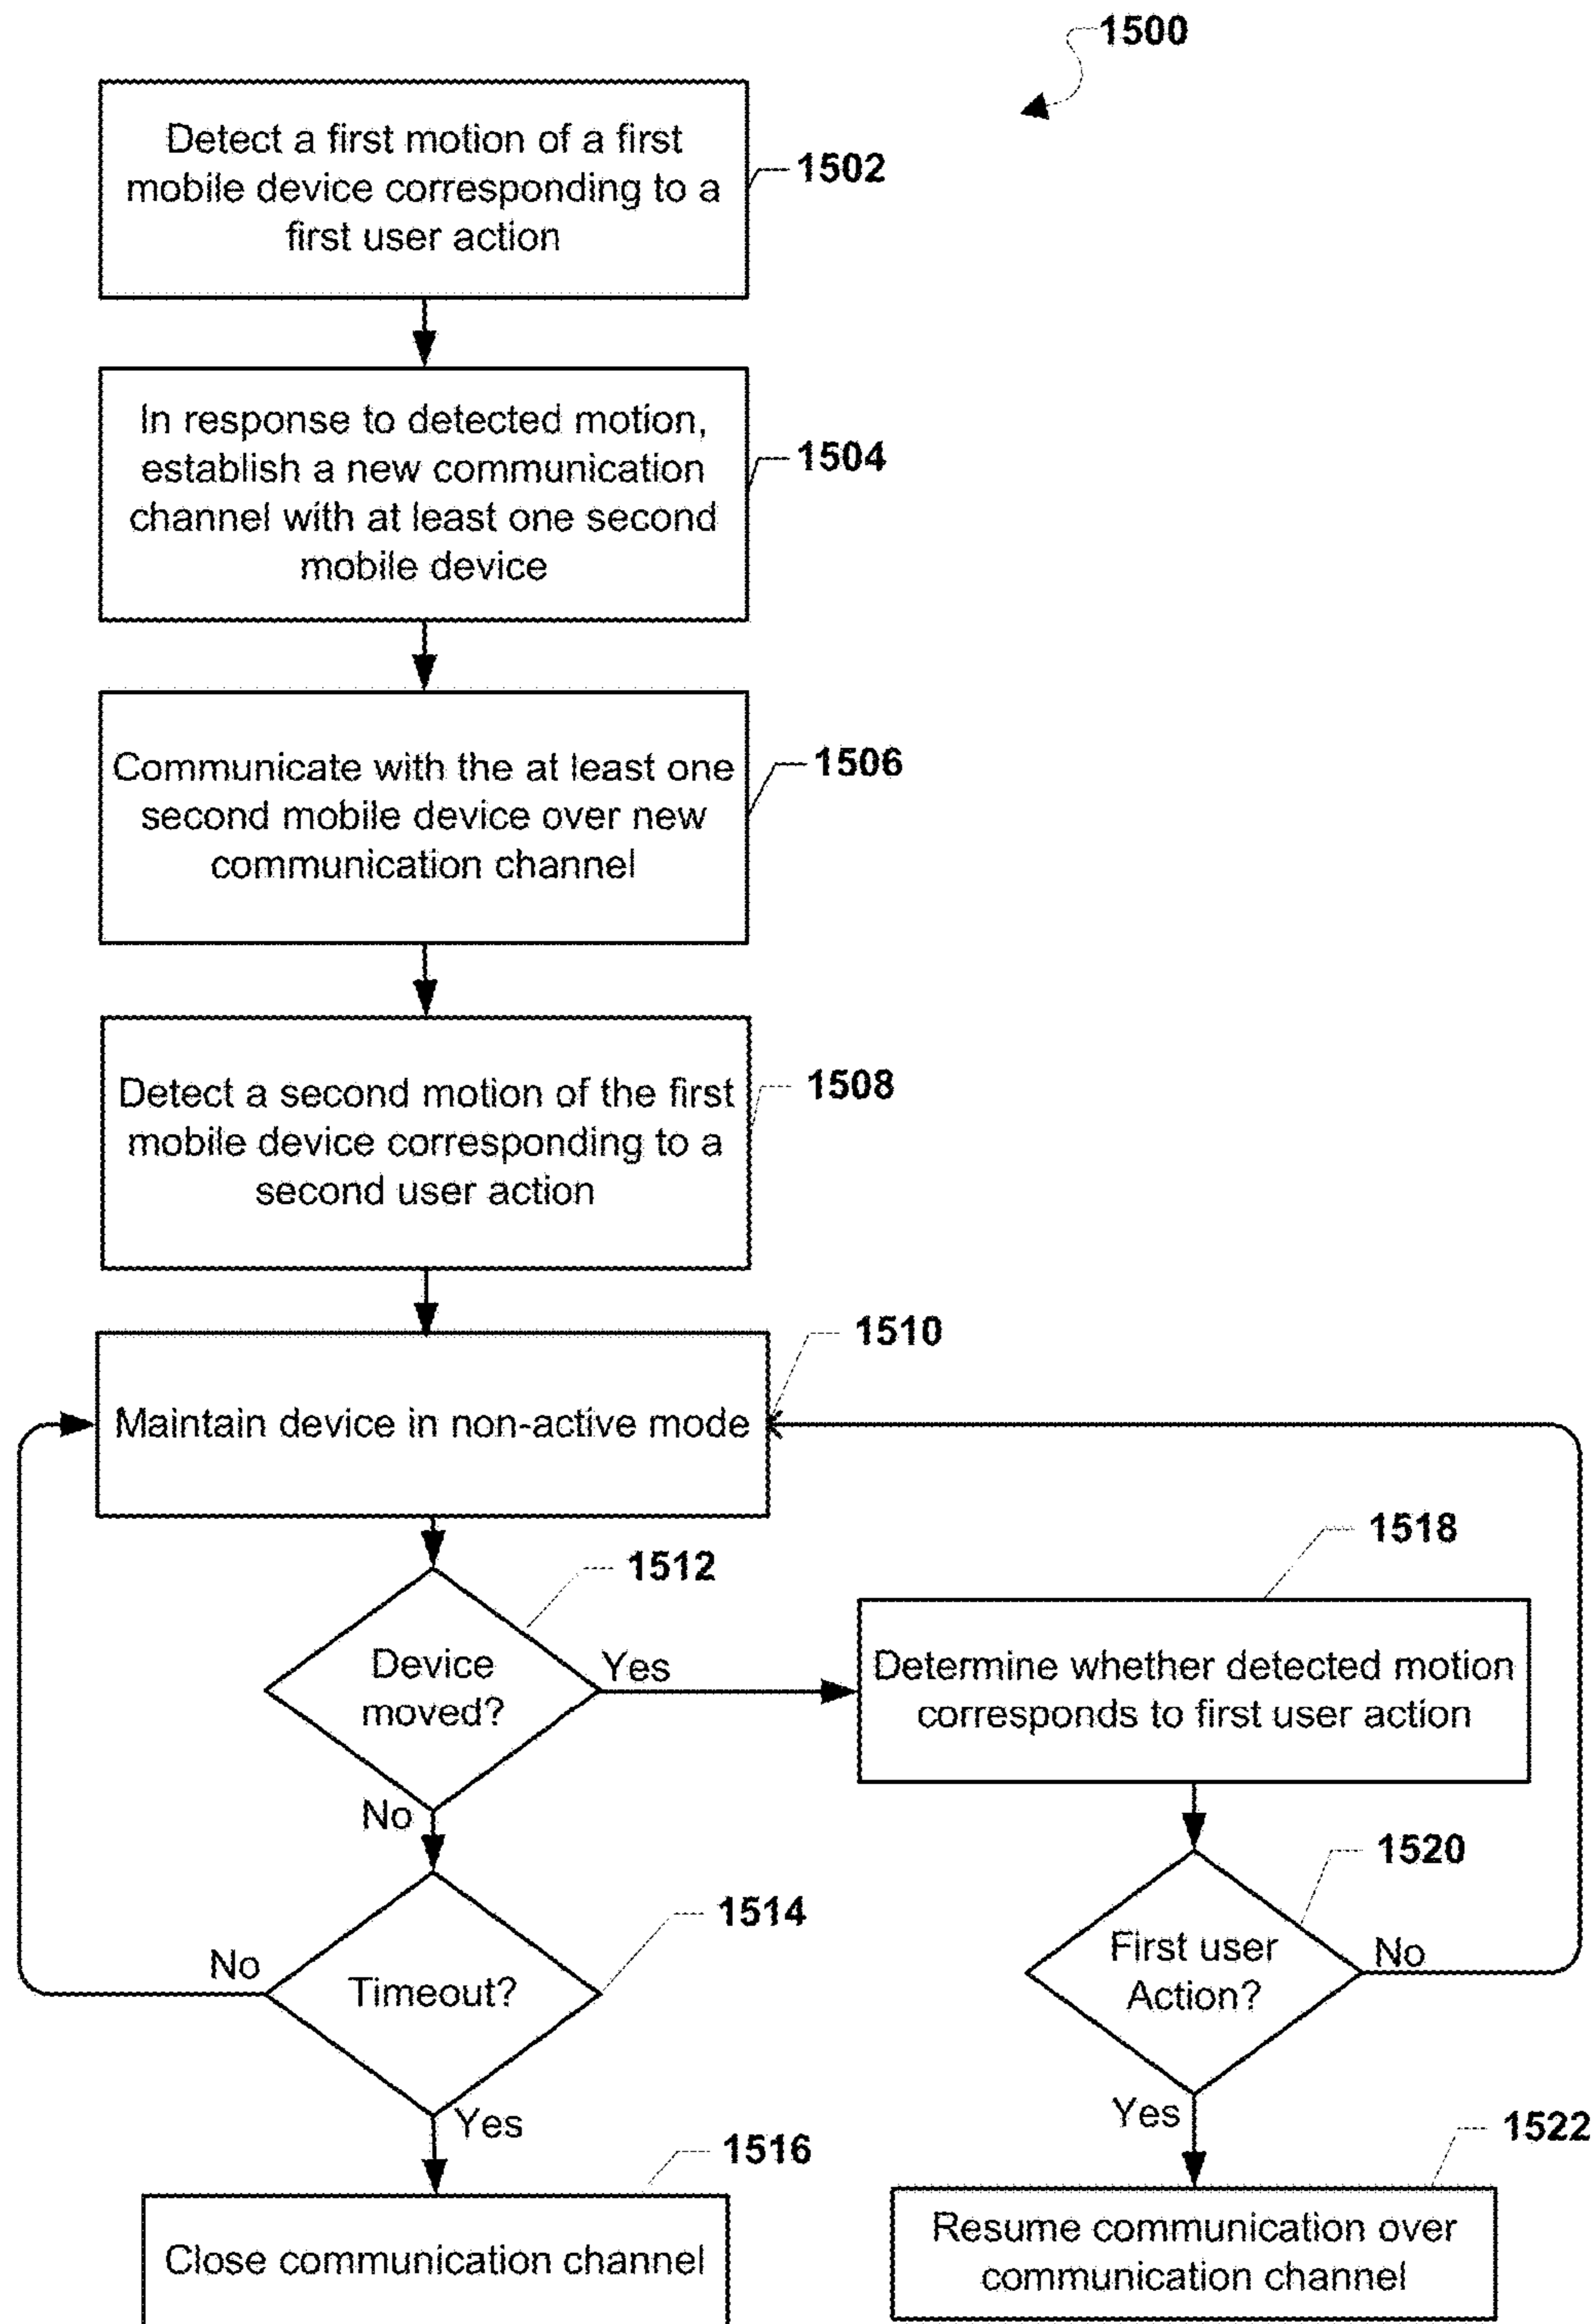 1500
Detect a first motion of a first
mobile device corresponding to a
first user action
1502
In response to detected motion,
establish a new communication
channel with at least one second
mobile device
1504
Communicate with the at least one
second mobile device over new
communication channel
1506
Detect a second motion of the first
mobile device corresponding to a
second user action
1508
1510
Maintain device in non-active mode
1512
Device
moved?
Yes
No
1518
Determine whether detected motion
corresponds to first user action
1514
Timeout?
No
Yes
1520
First user
Action?
No
Yes
1516
Close communication channel
1522
Resume communication over
communication channel